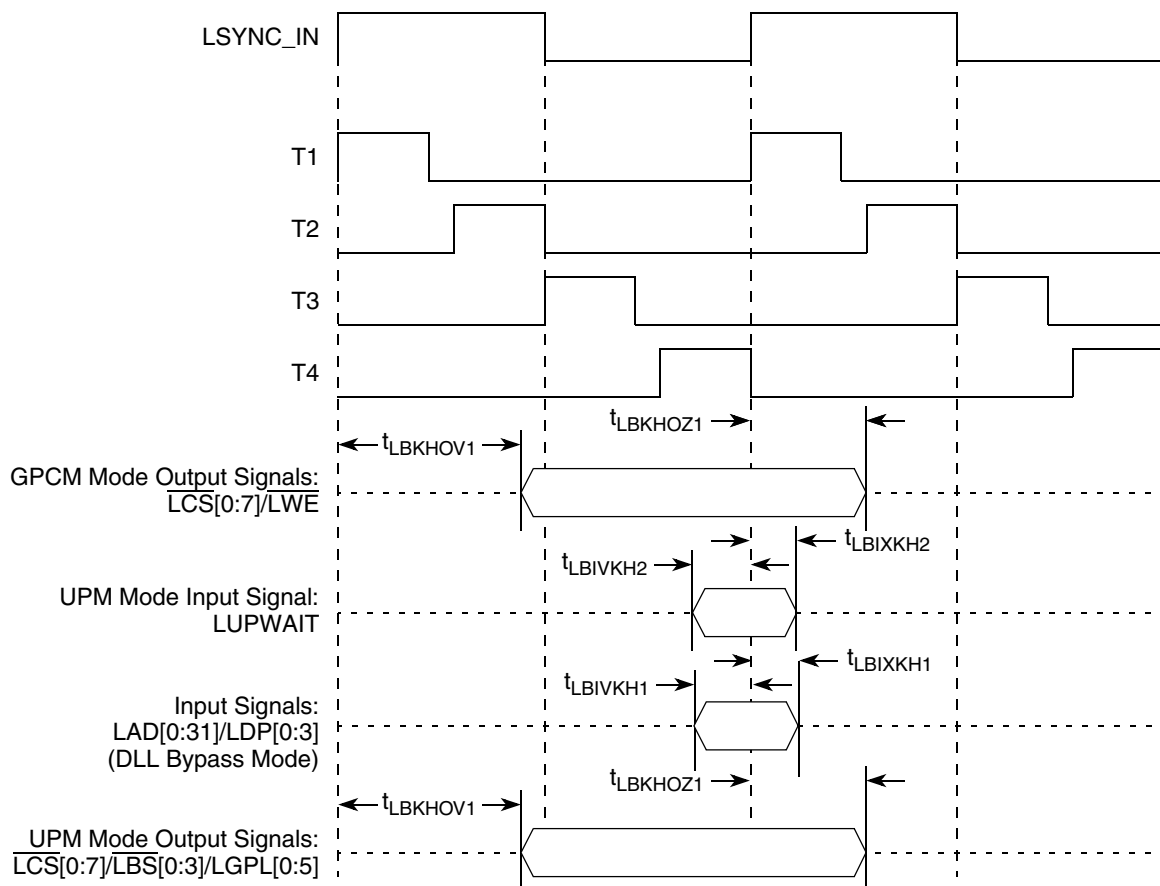 LSYNC_IN
T1
T2
T3
T4
tLBKHOZ1
tLBKHOV1
GPCM Mode Output Signals:
LCS[0:7]/LWE
tLBIXKH2
tLBIVKH2
UPM Mode Input Signal:
LUPWAIT
tLBIXKH1
tLBIVKH1
Input Signals:
LAD[0:31]/LDP[0:3]
(DLL Bypass Mode)
tLBKHOZ1
tLBKHOV1
UPM Mode Output Signals:
LCS[0:7]/LBS[0:3]/LGPL[0:5]